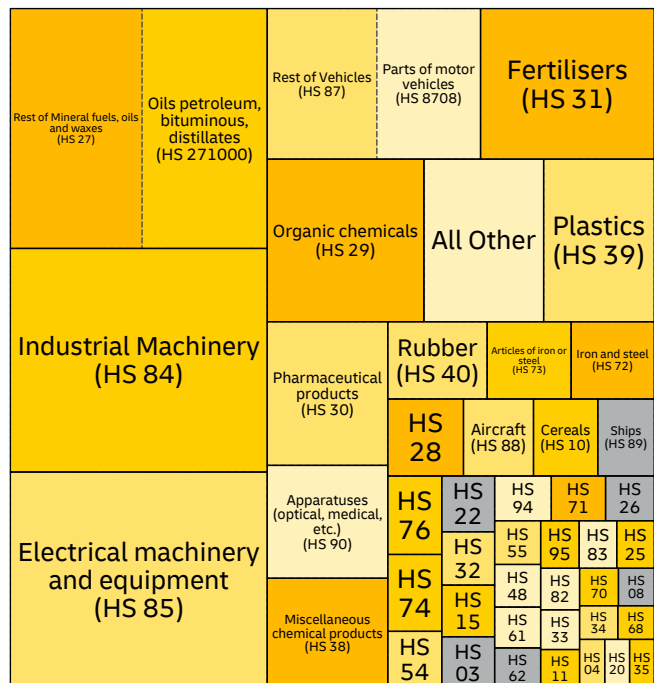 Rest of Mineral fuels, oils
and waxes
(HS 27)
Oils petroleum,
bituminous,
distillates
(HS 271000)
Rest of Vehicles
(HS 87)
Parts of motor
vehicles
(HS 8708)
Fertilisers
(HS 31)
Organic chemicals
(HS 29)
All Other
Plastics
(HS 39)
Industrial Machinery
(HS 84)
Pharmaceutical
products
(HS 30)
Rubber
(HS 40)
Articles of iron or
steel
(HS 73)
Iron and steel
(HS 72)
HS
28
Aircraft
(HS 88)
Cereals
(HS 10)
Ships
(HS 89)
Electrical machinery
and equipment
(HS 85)
Apparatuses
(optical, medical,
etc.)
(HS 90)
Miscellaneous
chemical products
(HS 38)
HS
76
HS
74
HS
54
HS
22
HS
32
HS
15
HS
03
HS
94
HS
71
HS
26
HS
55
HS
95
HS
83
HS
25
HS
48
HS
82
HS
70
HS
08
HS
61
HS
33
HS
34
HS
68
HS
62
HS
11
HS
04
HS
20
HS
35